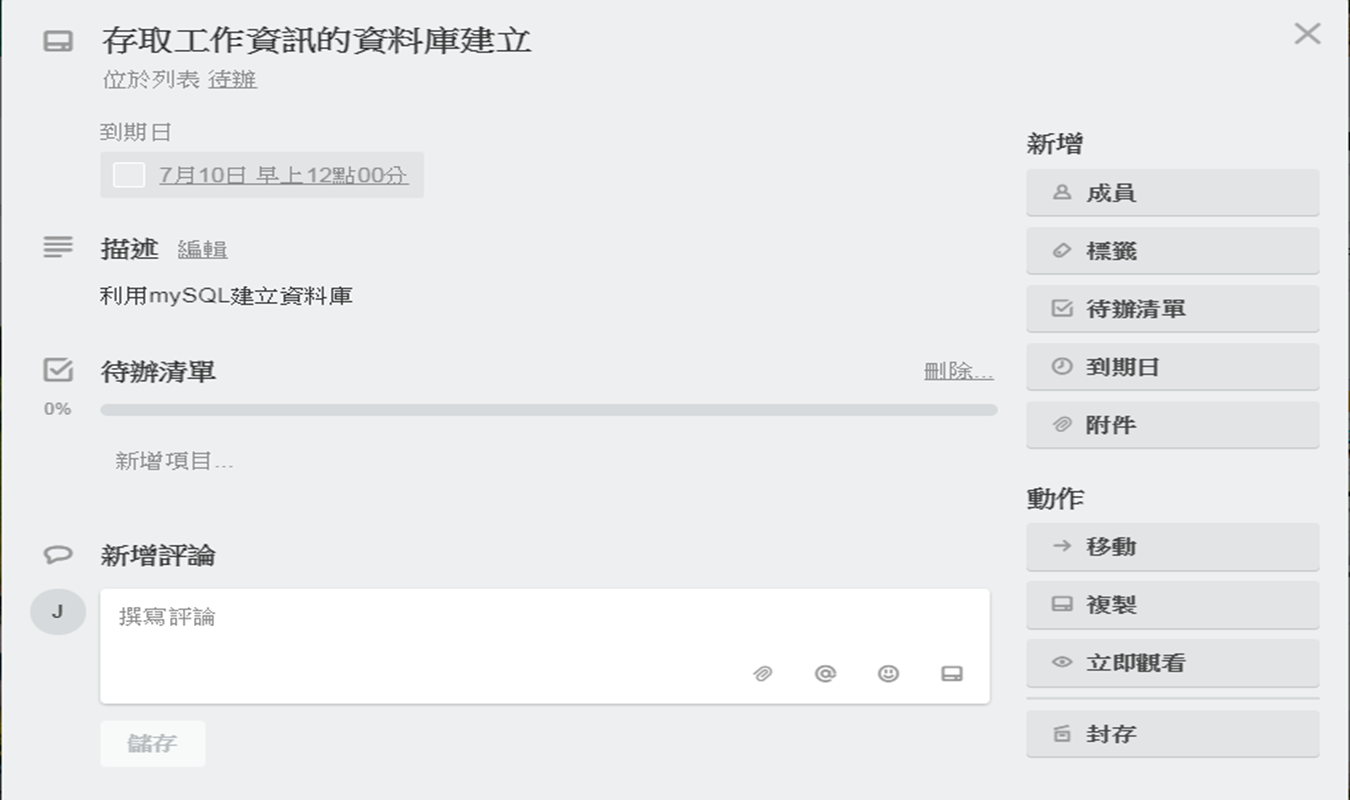 存取工作資訊的資料庫建立
位於列表 待辦
到期日
7月10日 早上12點00分
描述 編輯
利用mySQL建立資料庫
待辦清單 刪除...
0%
新增項目...
新增評論
J
撰寫評論
儲存
新增
成員
標籤
待辦清單
到期日
附件
動作
移動
複製
立即觀看
封存